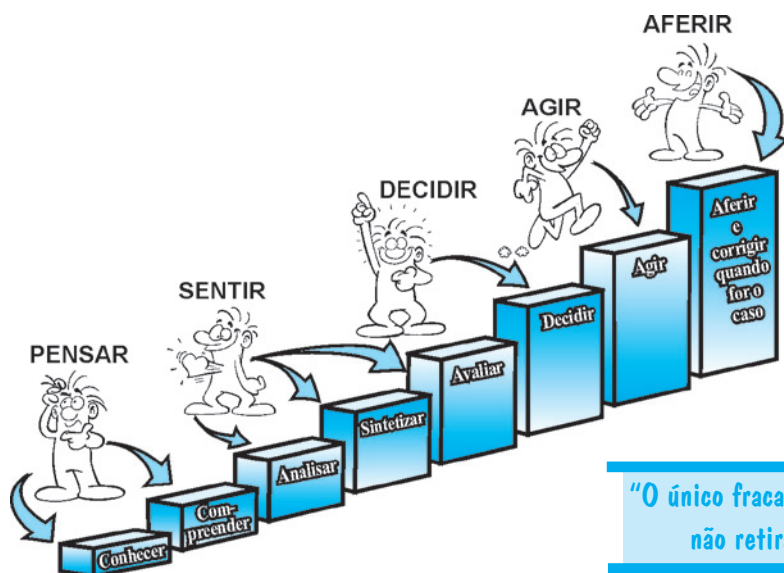 AFERIR
AGIR
DECIDIR
SENTIR
PENSAR
Conhecer
Com-
preender
Analisar
Sintetizar
Avaliar
Decidir
Agir
Aferir
e
corrigir
quando
for o
caso
"O único fraca
não retir